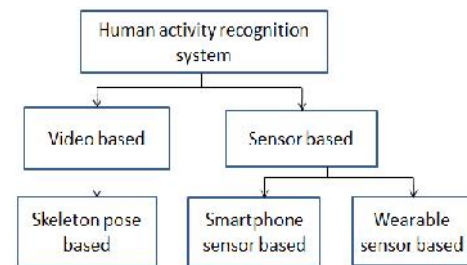 Human activity recognition
system
Video based
Sensor based
Skeleton pose
based
Smartphone
sensor based
Wearable
sensor based